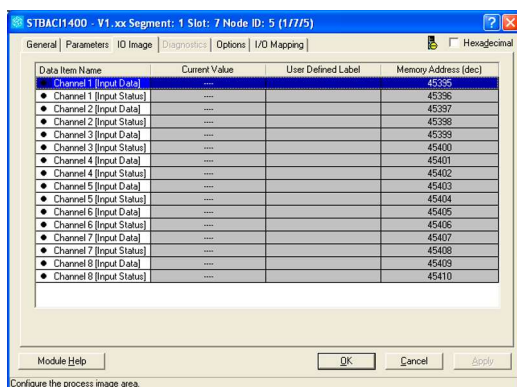 STBACI1400 - V1.xx Segment: 1 Slot: 7 Node ID: 5 (1/7/5)
General Parameters IO Image Diagnostics Options I/O Mapping Hexadecimal
Data Item Name Current Value User Defined Label Memory Address (dec)
Channel 1 [Input Data] ---- 45395
Channel 1 [Input Status] ---- 45396
Channel 2 [Input Data] ---- 45397
Channel 2 [Input Status] ---- 45398
Channel 3 [Input Data] ---- 45399
Channel 3 [Input Status] ---- 45400
Channel 4 [Input Data] ---- 45401
Channel 4 [Input Status] ---- 45402
Channel 5 [Input Data] ---- 45403
Channel 5 [Input Status] ---- 45404
Channel 6 [Input Data] ---- 45405
Channel 6 [Input Status] ---- 45406
Channel 7 [Input Data] ---- 45407
Channel 7 [Input Status] ---- 45408
Channel 8 [Input Data] ---- 45409
Channel 8 [Input Status] ---- 45410
Module Help OK Cancel Apply
Configure the process image area.